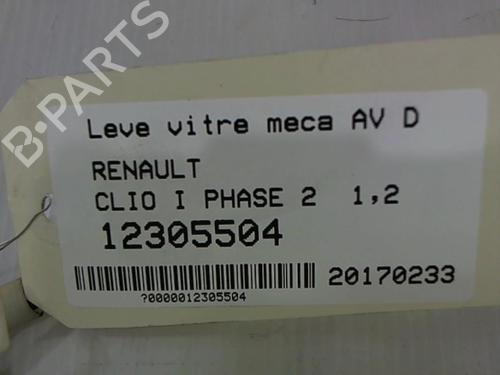 B-PARTS
Leve vitre meca AV D
RENAULT
CLIO I PHASE 2 1,2
12305504
20170233
?0000012305504